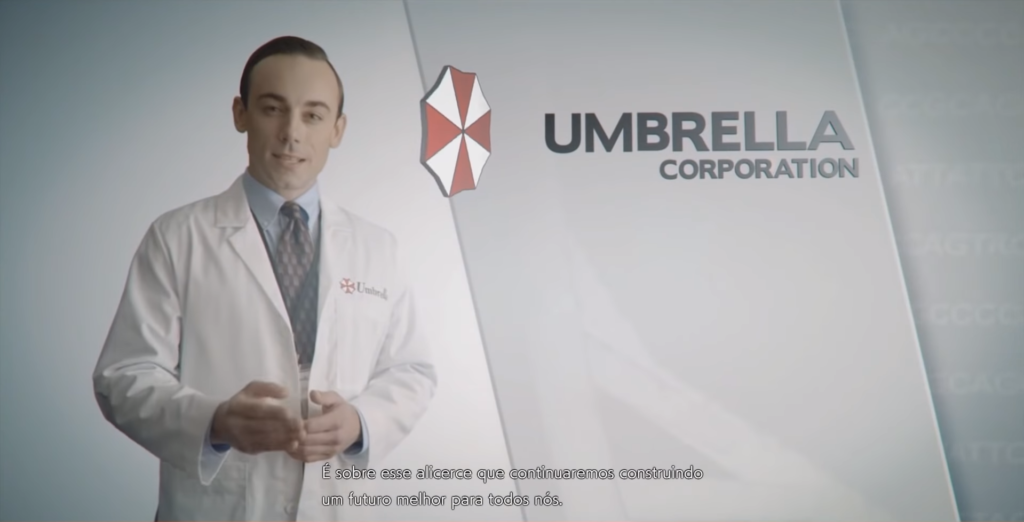 UMBRELLA
CORPORATION
Umbrella
É sobre esse alicerce que continuaremos construindo
um futuro melhor para todos nós.